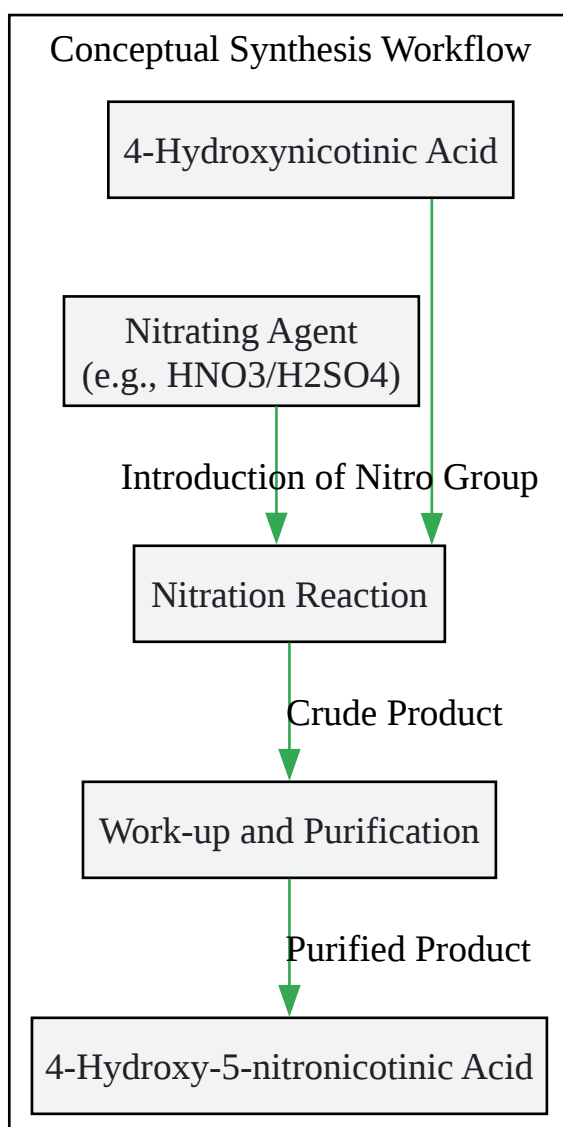 Conceptual Synthesis Workflow
4-Hydroxynicotinic Acid
Nitrating Agent
(e.g., HNO3/H2SO4)
Introduction of Nitro Group
Nitration Reaction
Crude Product
Work-up and Purification
Purified Product
4-Hydroxy-5-nitronicotinic Acid